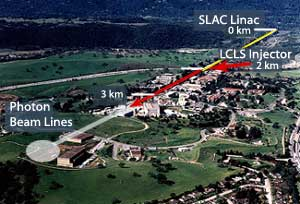 SLAC Linac
0 km
LCLS Injector
2 km
3 km
Photon
Beam Lines